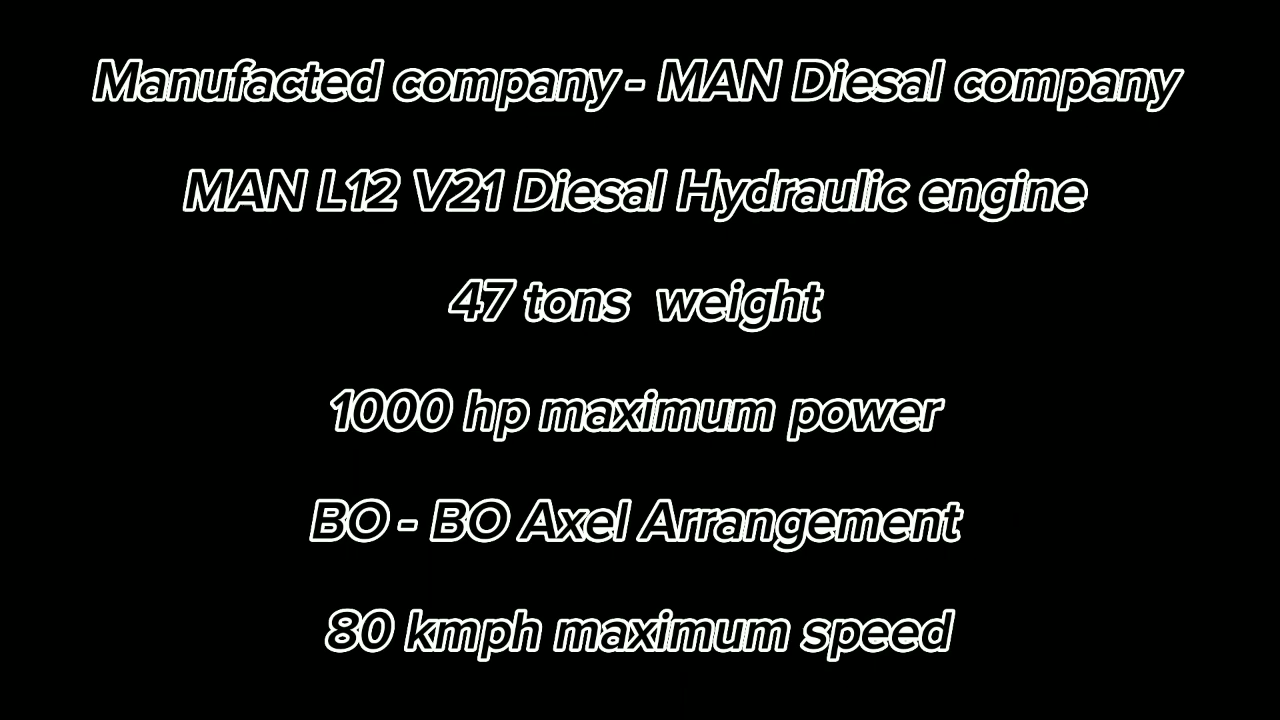 Manufacted company - MAN Diesal company
MAN L12 V21 Diesal Hydraulic engine
47 tons weight
1000 hp maximum power
BO - BO Axel Arrangement
80 kmph maximum speed